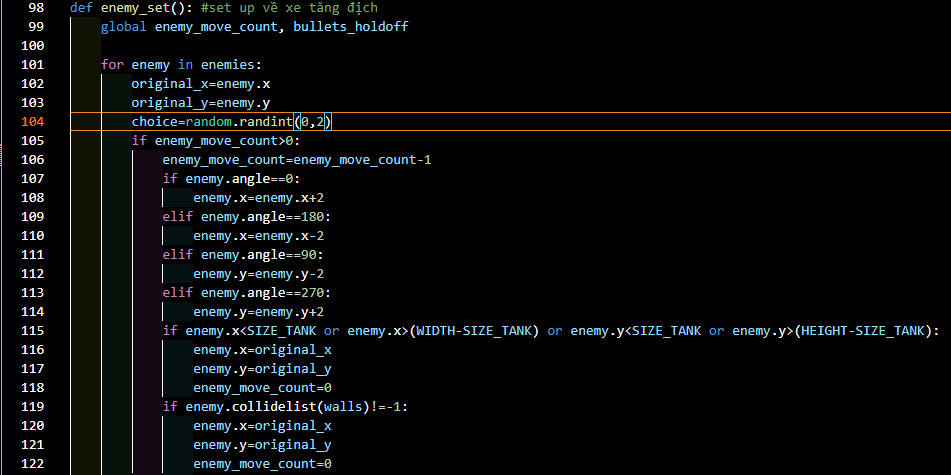 98 def enemy_set(): #set up về xe tăng địch
99 global enemy_move_count, bullets_holdoff
100
101 for enemy in enemies:
102 original_x=enemy.x
103 original_y=enemy.y
104 choice=random.randint(0,2)
105 if enemy_move_count>0:
106 enemy_move_count=enemy_move_count-1
107 if enemy.angle==0:
108 enemy.x=enemy.x+2
109 elif enemy.angle==180:
110 enemy.x=enemy.x-2
111 elif enemy.angle==90:
112 enemy.y=enemy.y-2
113 elif enemy.angle==270:
114 enemy.y=enemy.y+2
115 if enemy.x<SIZE_TANK or enemy.x>(WIDTH-SIZE_TANK) or enemy.y<SIZE_TANK or enemy.y>(HEIGHT-SIZE_TANK):
116 enemy.x=original_x
117 enemy.y=original_y
118 enemy_move_count=0
119 if enemy.collidelist(walls)!=-1:
120 enemy.x=original_x
121 enemy.y=original_y
122 enemy_move_count=0